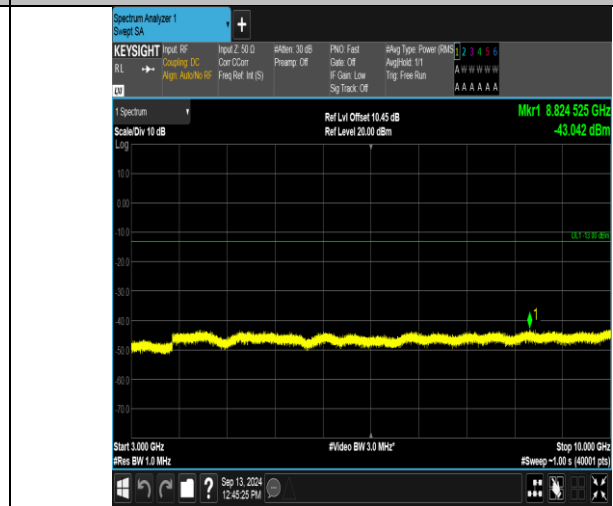 Spectrum Analyzer 1
Swept SA
+
KEYSIGHT Input: RF Input Z: 50 Ω #Atten: 30 dB PNO: Fast #Avg Type: Power (RMS 1 2 3 4 5 6
RL Coupling: DC Corr CCorr Preamp: Off Gate: Off Avg|Hold: 1/1 A W W W W W
Align: Auto/No RF Freq Ref: Int (S) IF Gain: Low Trig: Free Run
LXI Sig Track: Off A A A A A A
1 Spectrum Ref Lvl Offset 10.45 dB Mkr1 8.824 525 GHz
Scale/Div 10 dB Ref Level 20.00 dBm -43.042 dBm
Log
10.0
0.00
-10.0
DL1 -13.00 dBm
-20.0
-30.0
-40.0
1
-50.0
-60.0
-70.0
Start 3.000 GHz #Video BW 3.0 MHz* Stop 10.000 GHz
#Res BW 1.0 MHz #Sweep ~1.00 s (40001 pts)
? Sep 13, 2024
12:45:25 PM